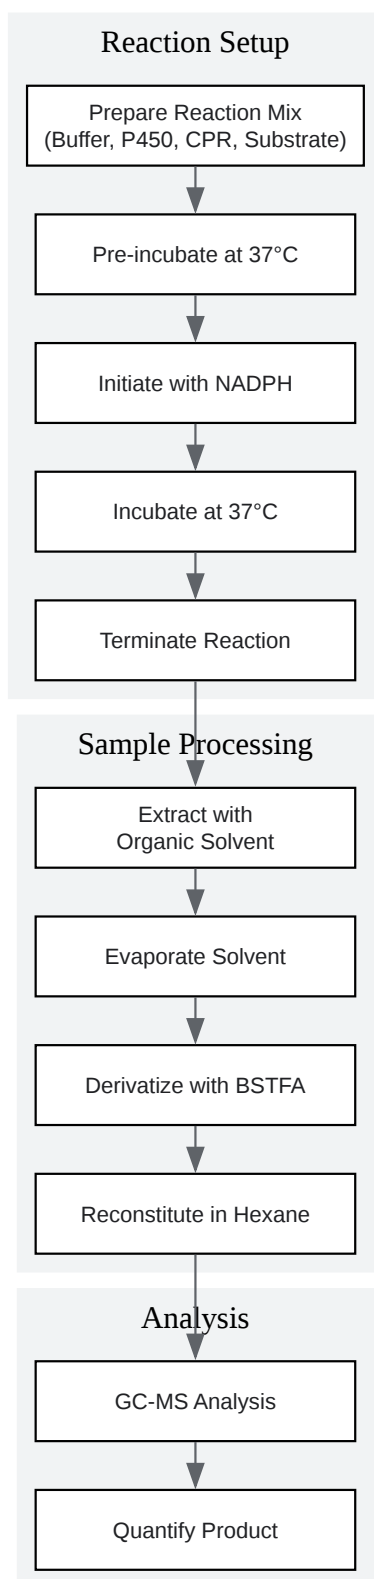 Reaction Setup
Prepare Reaction Mix
(Buffer, P450, CPR, Substrate)
Pre-incubate at 37°C
Initiate with NADPH
Incubate at 37°C
Terminate Reaction
Sample Processing
Extract with
Organic Solvent
Evaporate Solvent
Derivatize with BSTFA
Reconstitute in Hexane
Analysis
GC-MS Analysis
Quantify Product